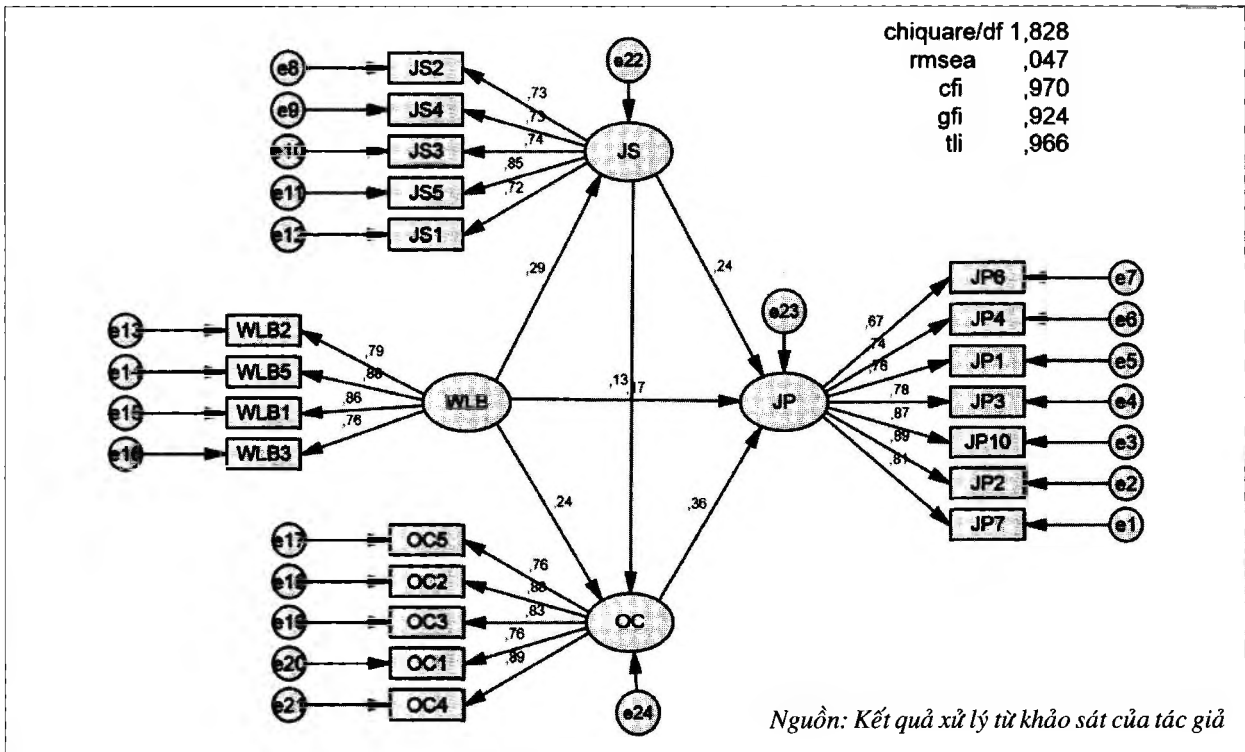 chiquare/df 1,828
rmsea ,047
cfi ,970
gfi ,924
tli ,966
e22
e8 JS2 ,73
e9 JS4 ,73
e10 JS3 ,74
e11 JS5 ,85
e12 JS1 ,72
JS
,29
,24
e23
e13 WLB2 ,79
e14 WLB5 ,86
e15 WLB1 ,86
e16 WLB3 ,76
WLB
,13 ,17
JP
,67 JP6 e7
,74 JP4 e6
,76 JP1 e5
,78 JP3 e4
,87 JP10 e3
,89 JP2 e2
,81 JP7 e1
,24
,36
e17 OC5 ,76
e18 OC2 ,88
e19 OC3 ,83
e20 OC1 ,76
e21 OC4 ,89
OC
e24
Nguồn: Kết quả xử lý từ khảo sát của tác giả